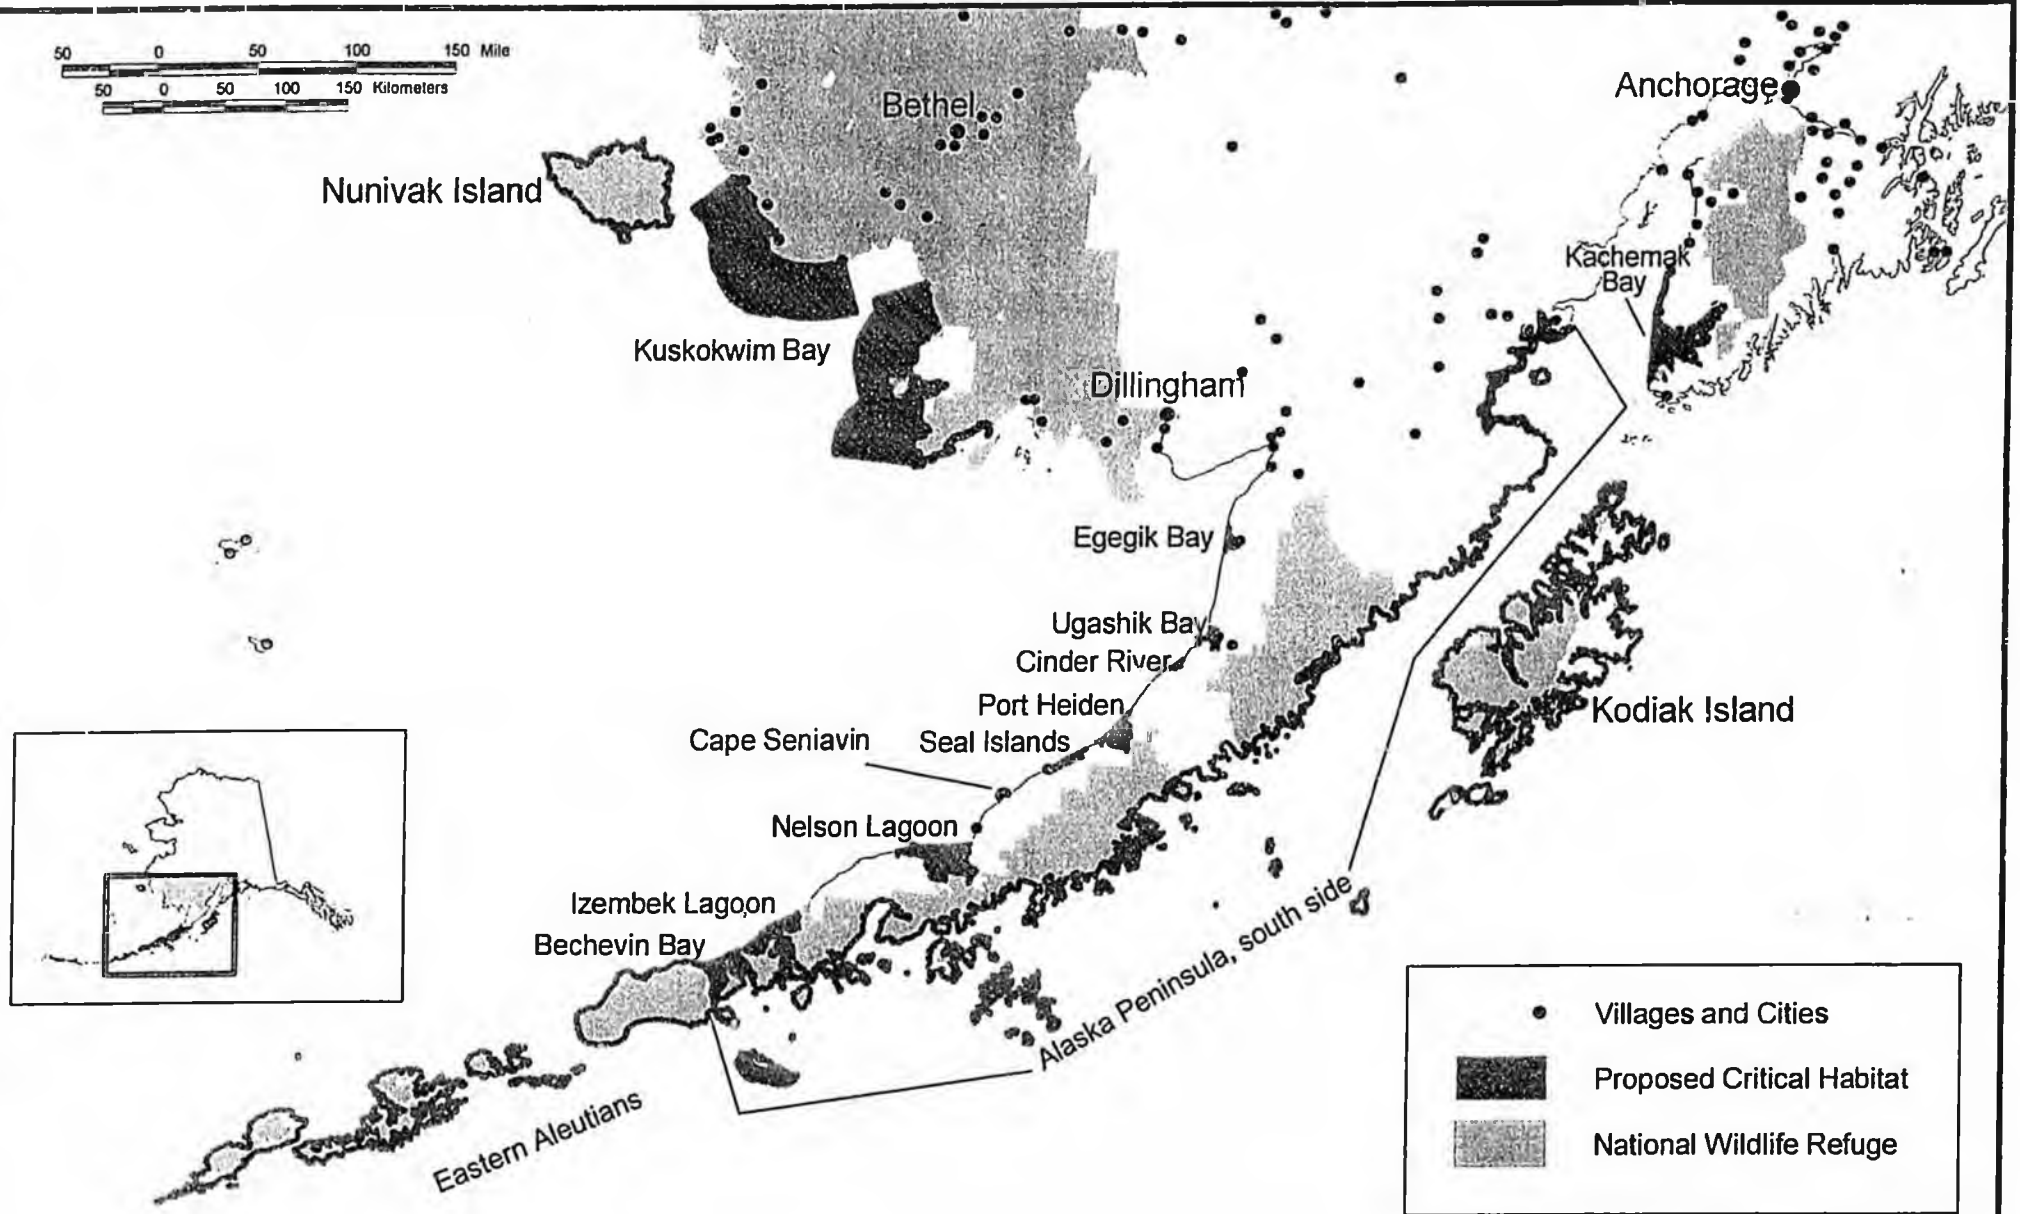 50 0 50 100 150 Mile
50 0 50 100 150 Kilometers
Anchorage
Bethel
Nunivak Island
Kachemak
Bay
Kuskokwim Bay
Dillingham
Egegik Bay
Ugashik Bay
Cinder River
Port Heiden
Kodiak Island
Cape Seniavin
Seal Islands
Nelson Lagoon
Izembek Lagoon
Bechevin Bay
Alaska Peninsula, south side
Eastern Aleutians
Villages and Cities
Proposed Critical Habitat
National Wildlife Refuge